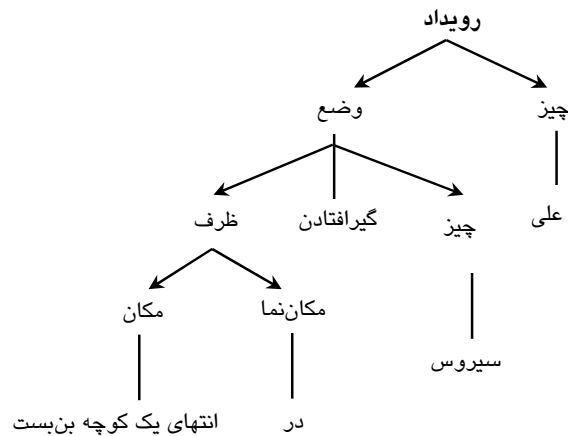 رویداد
چیز وضع
علی چیز گیرافتادن ظرف
مکان‌نما مکان
سیروس
در انتهای یک کوچه بن‌بست